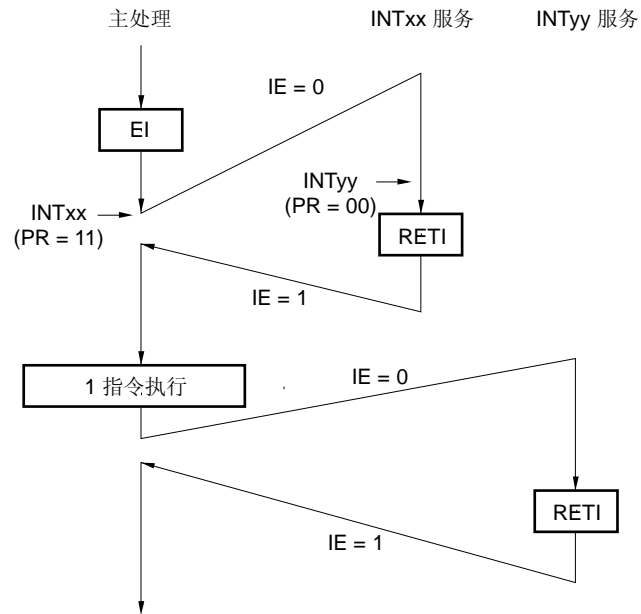 主处理
INTxx 服务
INTyy 服务
IE = 0
EI
INTyy
(PR = 00)
INTxx
(PR = 11)
RETI
IE = 1
1 指令执行
IE = 0
RETI
IE = 1